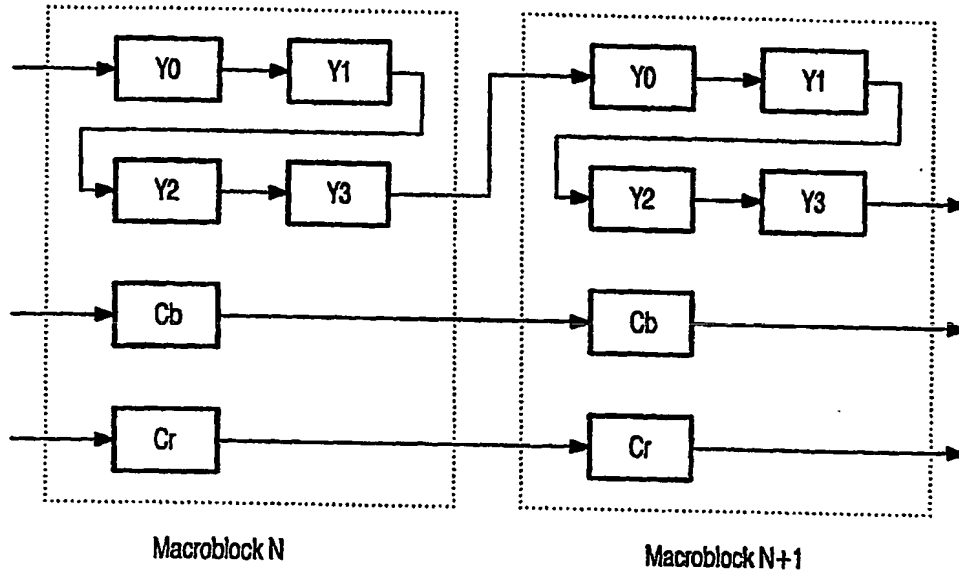 Y0 Y1 Y0 Y1
Y2 Y3 Y2 Y3
Cb Cb
Cr Cr
Macroblock N Macroblock N+1